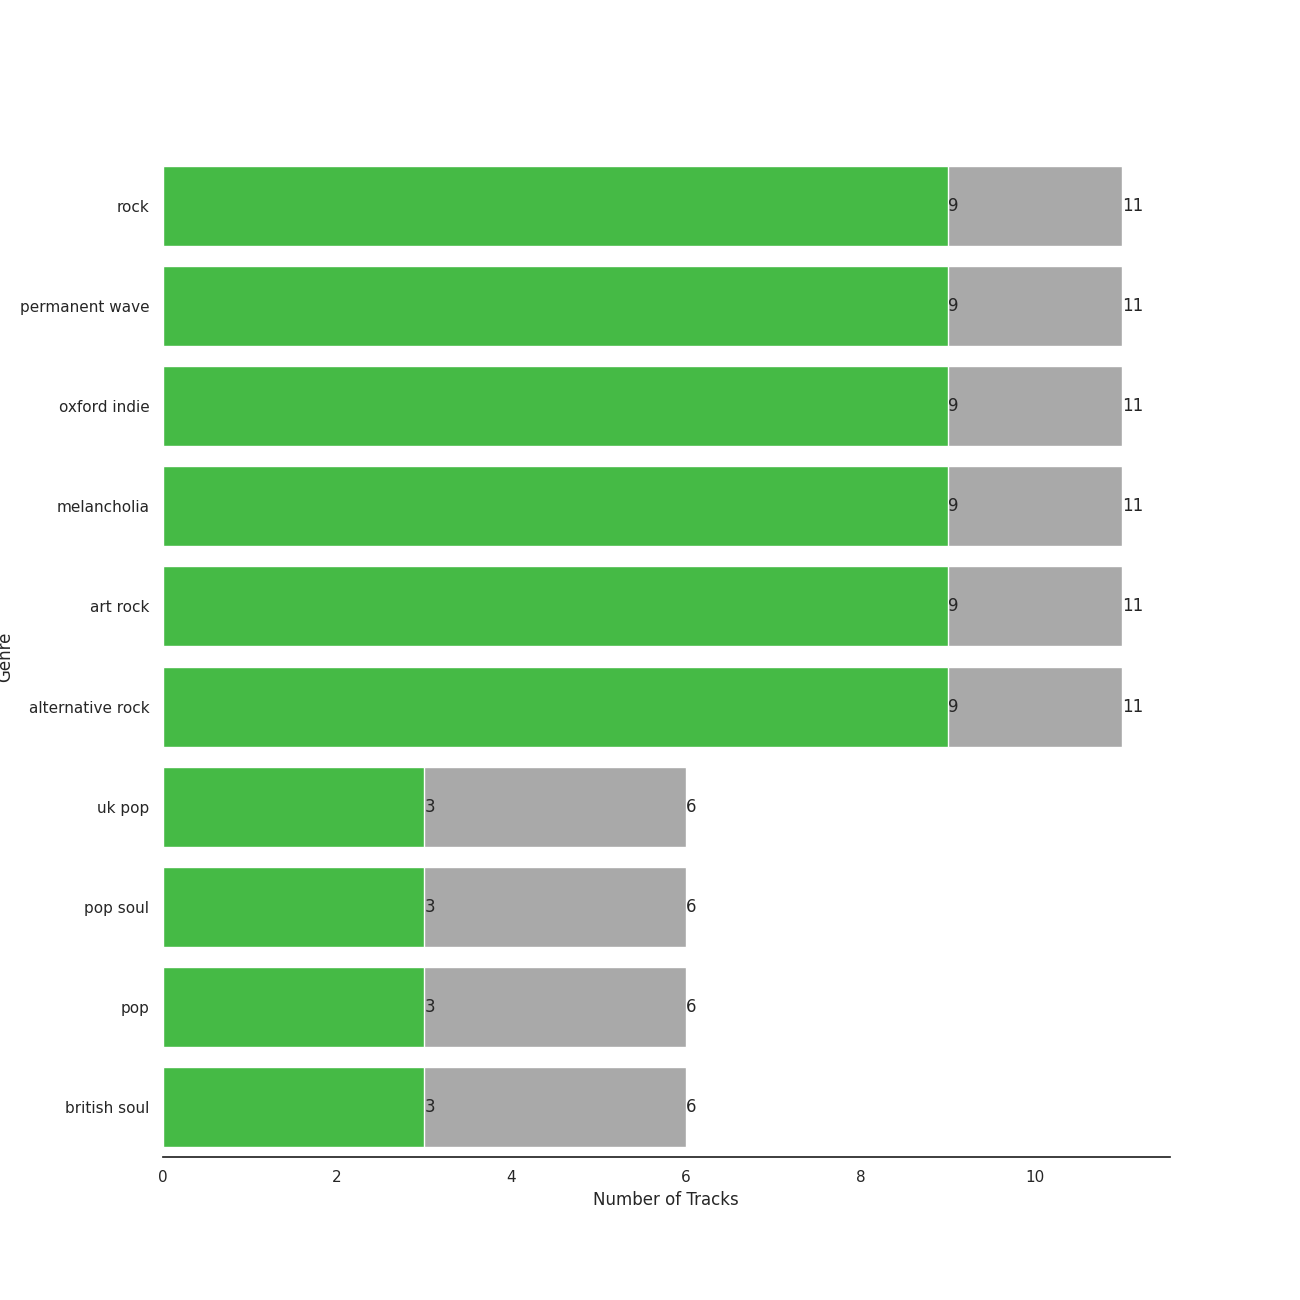 rock 9 11
permanent wave 9 11
oxford indie 9 11
melancholia 9 11
art rock 9 11
Genre
alternative rock 9 11
uk pop 3 6
pop soul 3 6
pop 3 6
british soul 3 6
0 2 4 6 8 10
Number of Tracks